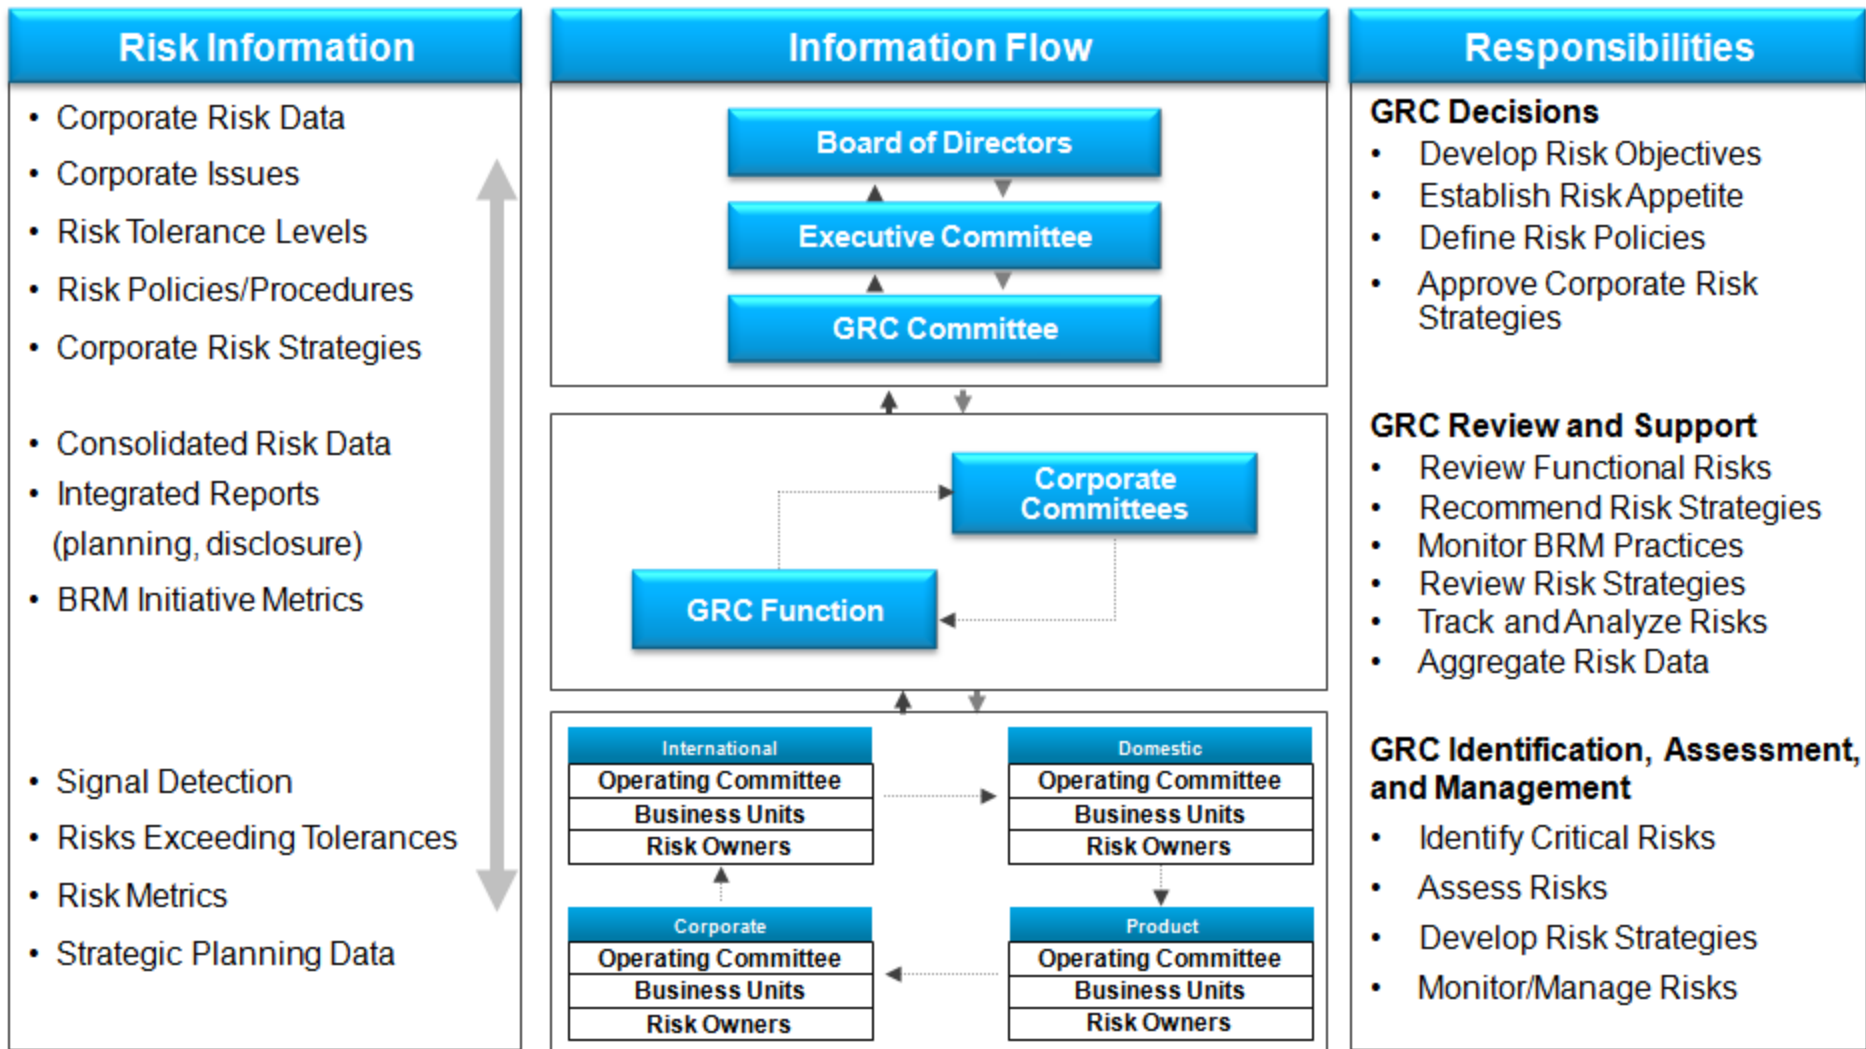 Risk Information
• Corporate Risk Data
• Corporate Issues
• Risk Tolerance Levels
• Risk Policies/Procedures
• Corporate Risk Strategies
• Consolidated Risk Data
• Integrated Reports
(planning, disclosure)
• BRM Initiative Metrics
• Signal Detection
• Risks Exceeding Tolerances
• Risk Metrics
• Strategic Planning Data
Information Flow
Board of Directors
Executive Committee
GRC Committee
Corporate
Committees
GRC Function
International
Operating Committee
Business Units
Risk Owners
Domestic
Operating Committee
Business Units
Risk Owners
Corporate
Operating Committee
Business Units
Risk Owners
Product
Operating Committee
Business Units
Risk Owners
Responsibilities
GRC Decisions
• Develop Risk Objectives
• Establish Risk Appetite
• Define Risk Policies
• Approve Corporate Risk
Strategies
GRC Review and Support
• Review Functional Risks
• Recommend Risk Strategies
• Monitor BRM Practices
• Review Risk Strategies
• Track and Analyze Risks
• Aggregate Risk Data
GRC Identification, Assessment,
and Management
• Identify Critical Risks
• Assess Risks
• Develop Risk Strategies
• Monitor/Manage Risks